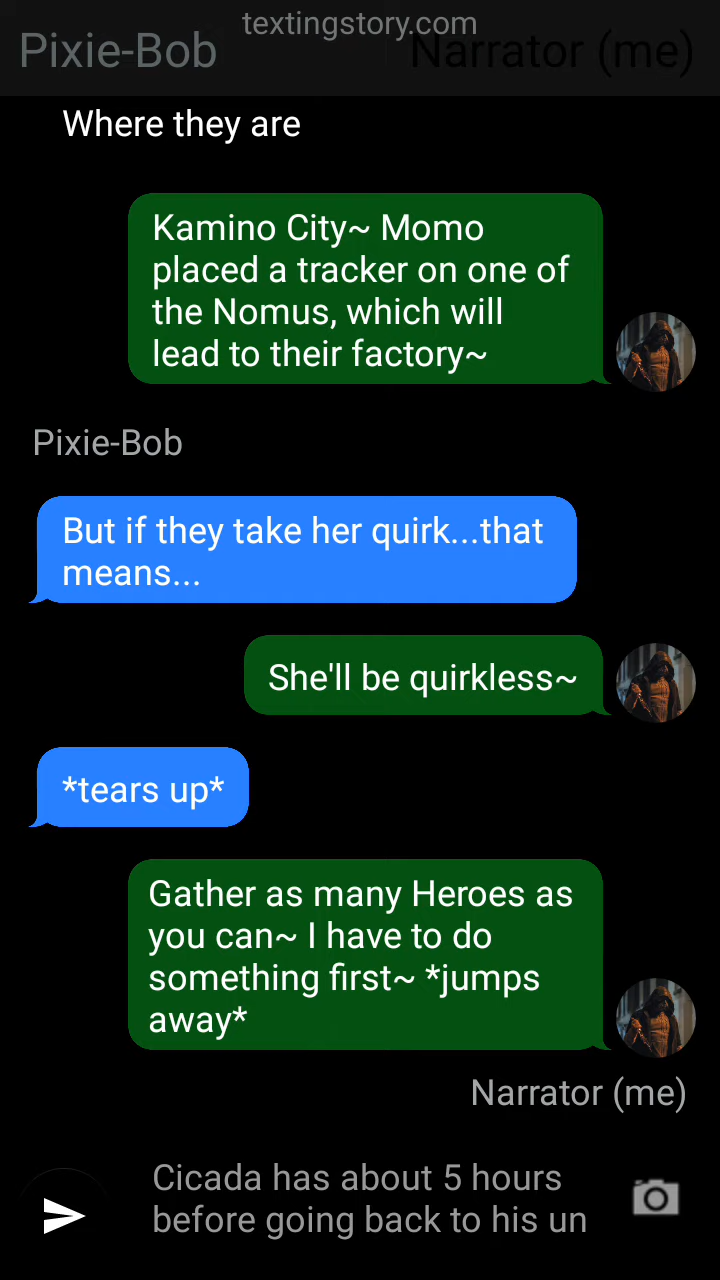 textingstory.com
Pixie-Bob
Narrator (me)
Where they are
Kamino City~ Momo
placed a tracker on one of
the Nomus, which will
lead to their factory~
Pixie-Bob
But if they take her quirk...that
means...
She'll be quirkless~
*tears up*
Gather as many Heroes as
you can~ I have to do
something first~ *jumps
away*
Narrator (me)
Cicada has about 5 hours
before going back to his un